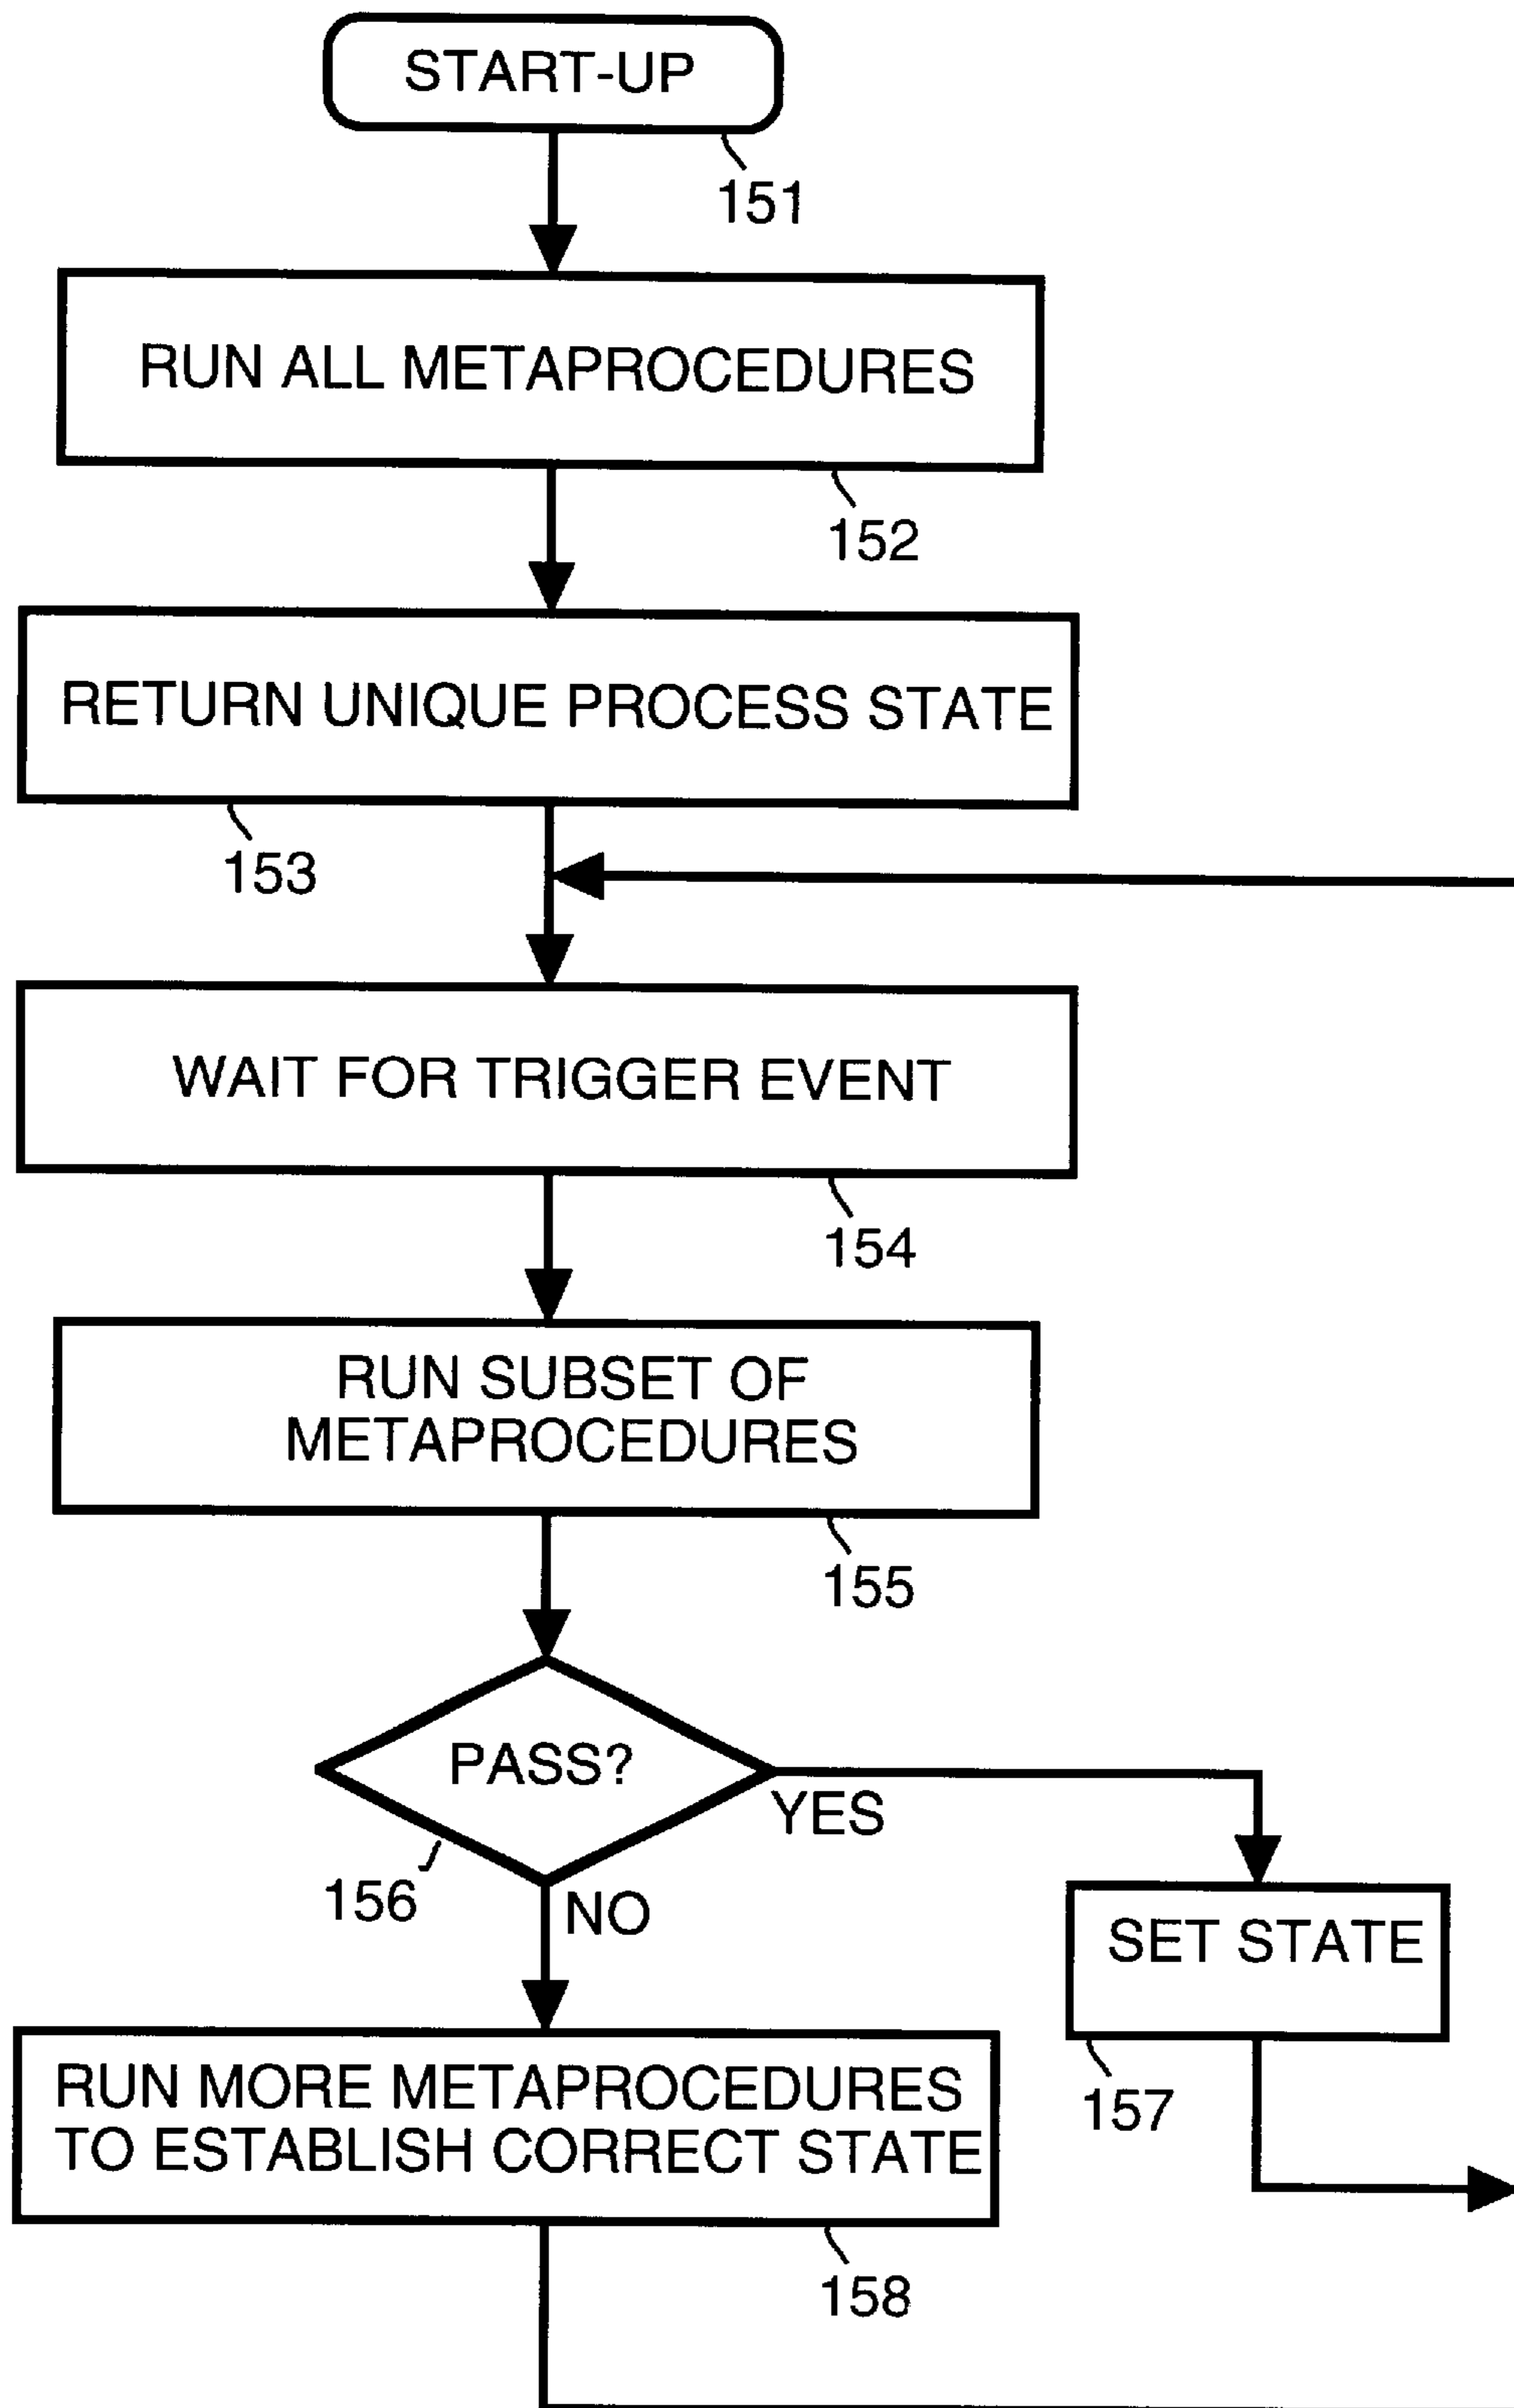 START-UP
151
RUN ALL METAPROCEDURES
152
RETURN UNIQUE PROCESS STATE
153
WAIT FOR TRIGGER EVENT
154
RUN SUBSET OF
METAPROCEDURES
155
PASS?
YES
156
NO
SET STATE
157
RUN MORE METAPROCEDURES
TO ESTABLISH CORRECT STATE
158